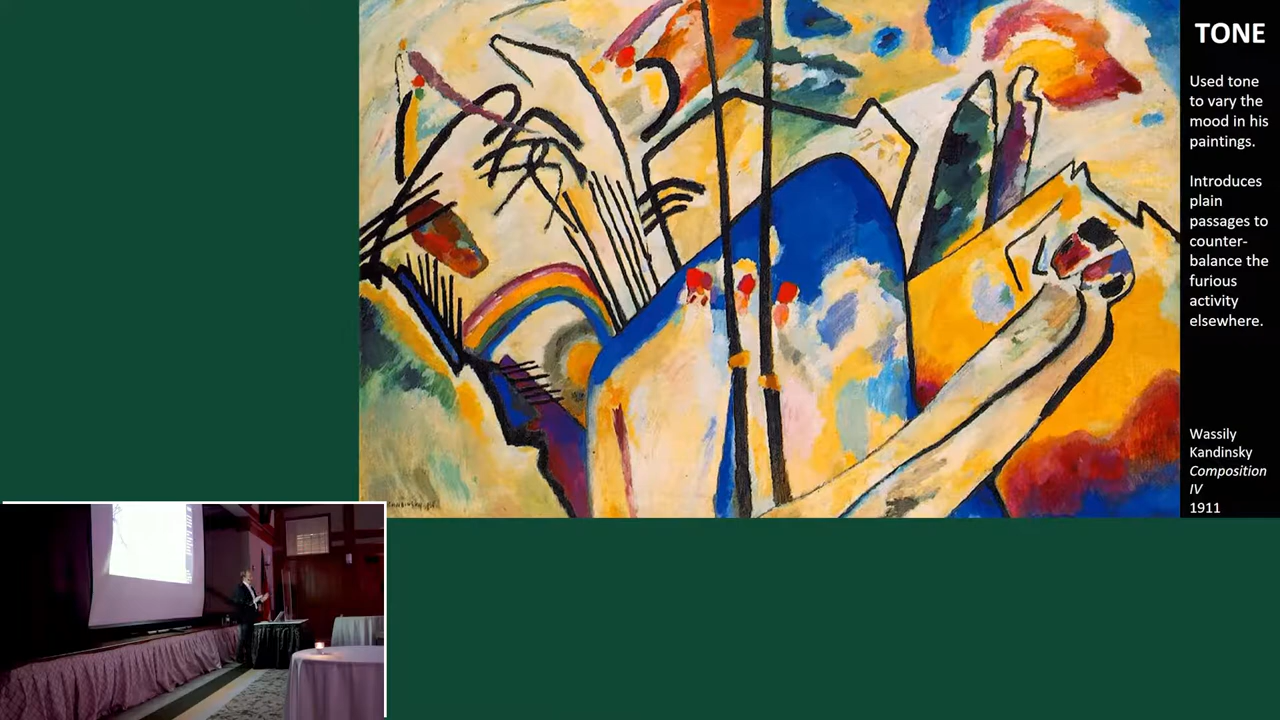 TONE
Used tone
to vary the
mood in his
paintings.
Introduces
plain
passages to
counter-
balance the
furious
activity
elsewhere.
Wassily
Kandinsky
Composition
IV
1911